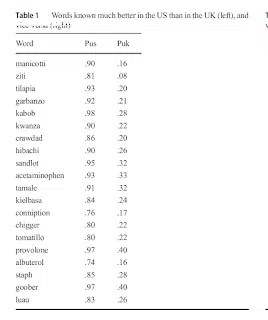 Table 1 Words known much better in the US than in the UK (left), and
vice versa (right)
Word Pus Puk
manicotti .90 .16
ziti .81 .08
tilapia .93 .20
garbanzo .92 .21
kabob .98 .28
kwanza .90 .22
crawdad .86 .20
hibachi .90 .26
sandlot .95 .32
acetaminophen .93 .33
tamale .91 .32
kielbasa .84 .24
conniption .76 .17
chigger .80 .22
tomatillo .80 .22
provolone .97 .40
albuterol .74 .16
staph .85 .28
goober .97 .40
luau .83 .26